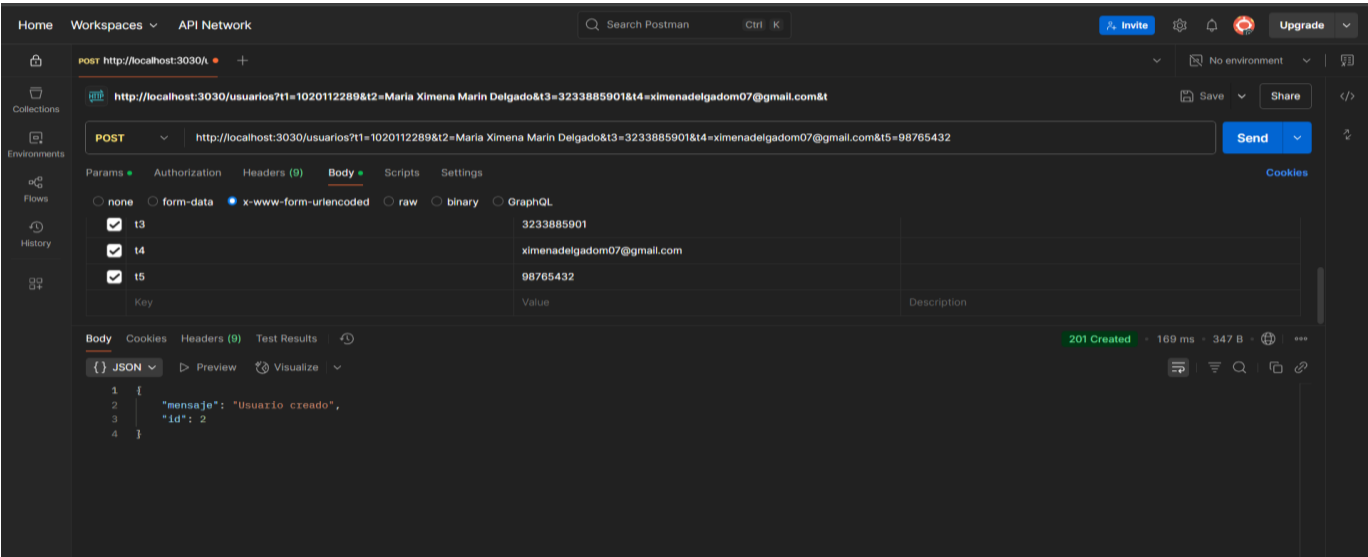 Home Workspaces API Network Search Postman Ctrl K Invite Upgrade
POST http://localhost:3030/u No environment
Collections
http://localhost:3030/usuarios?t1=1020112289&t2=Maria Ximena Marin Delgado&t3=3233885901&t4=ximenadelgadom07@gmail.com&t Save Share
Environments
POST http://localhost:3030/usuarios?t1=1020112289&t2=Maria Ximena Marin Delgado&t3=3233885901&t4=ximenadelgadom07@gmail.com&t5=98765432 Send
Params Authorization Headers (9) Body Scripts Settings Cookies
Flows
none form-data x-www-form-urlencoded raw binary GraphQL
t3 3233885901
History
t4 ximenadelgadom07@gmail.com
t5 98765432
Key Value Description
Body Cookies Headers (9) Test Results 201 Created 169 ms 347 B
{} JSON Preview Visualize
1 {
2 "mensaje": "Usuario creado",
3 "id": 2
4 }